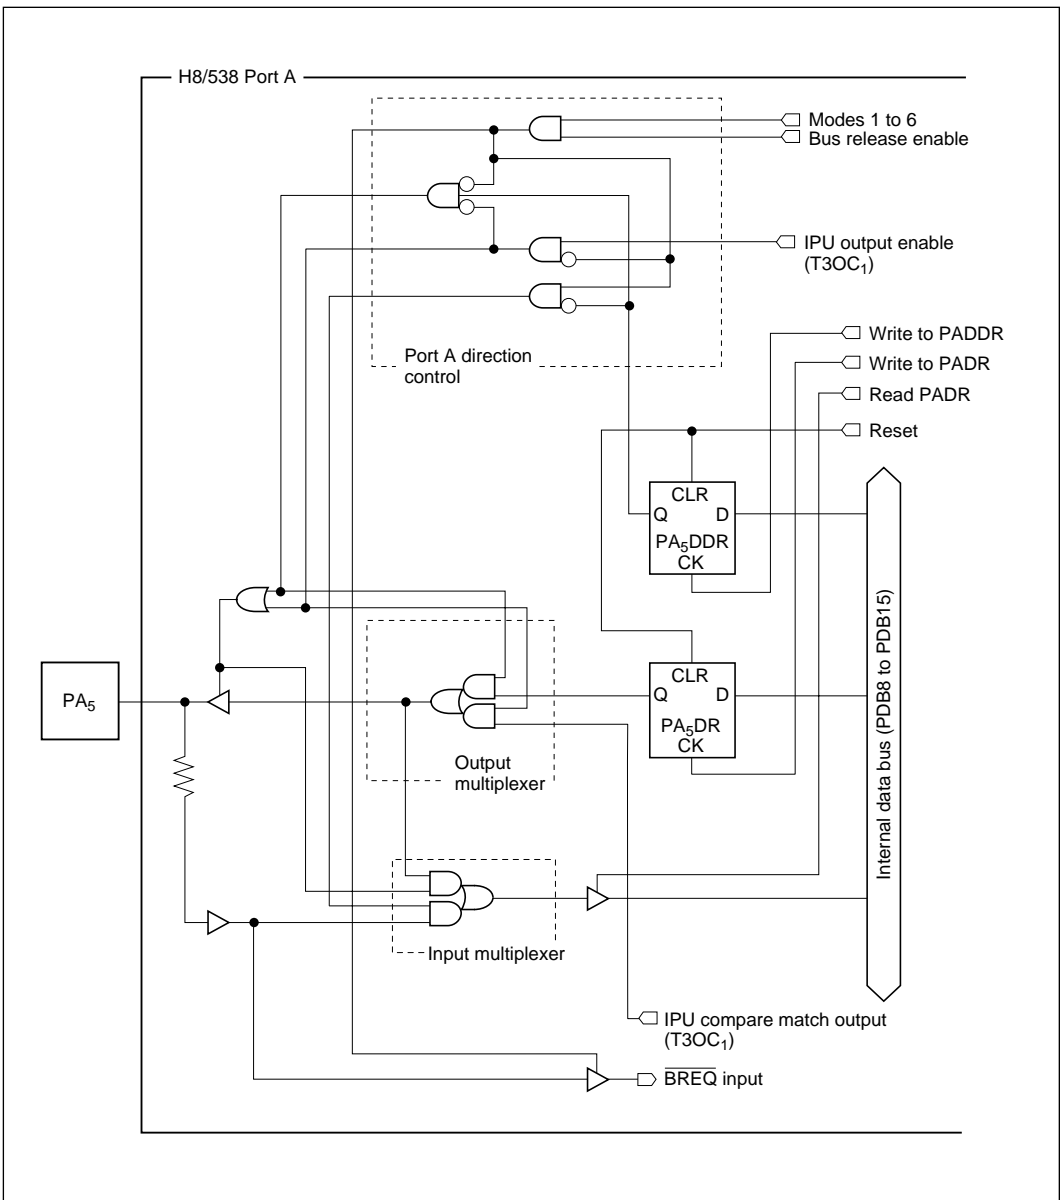 H8/538 Port A
Modes 1 to 6
Bus release enable
IPU output enable
(T3OC₁)
Port A direction
control
Write to PADDR
Write to PADR
Read PADR
Reset
CLR
Q D
PA₅DDR
CK
PA₅
CLR
Q D
PA₅DR
CK
Output
multiplexer
Internal data bus (PDB8 to PDB15)
Input multiplexer
IPU compare match output
(T3OC₁)
B̅R̅E̅Q̅ input